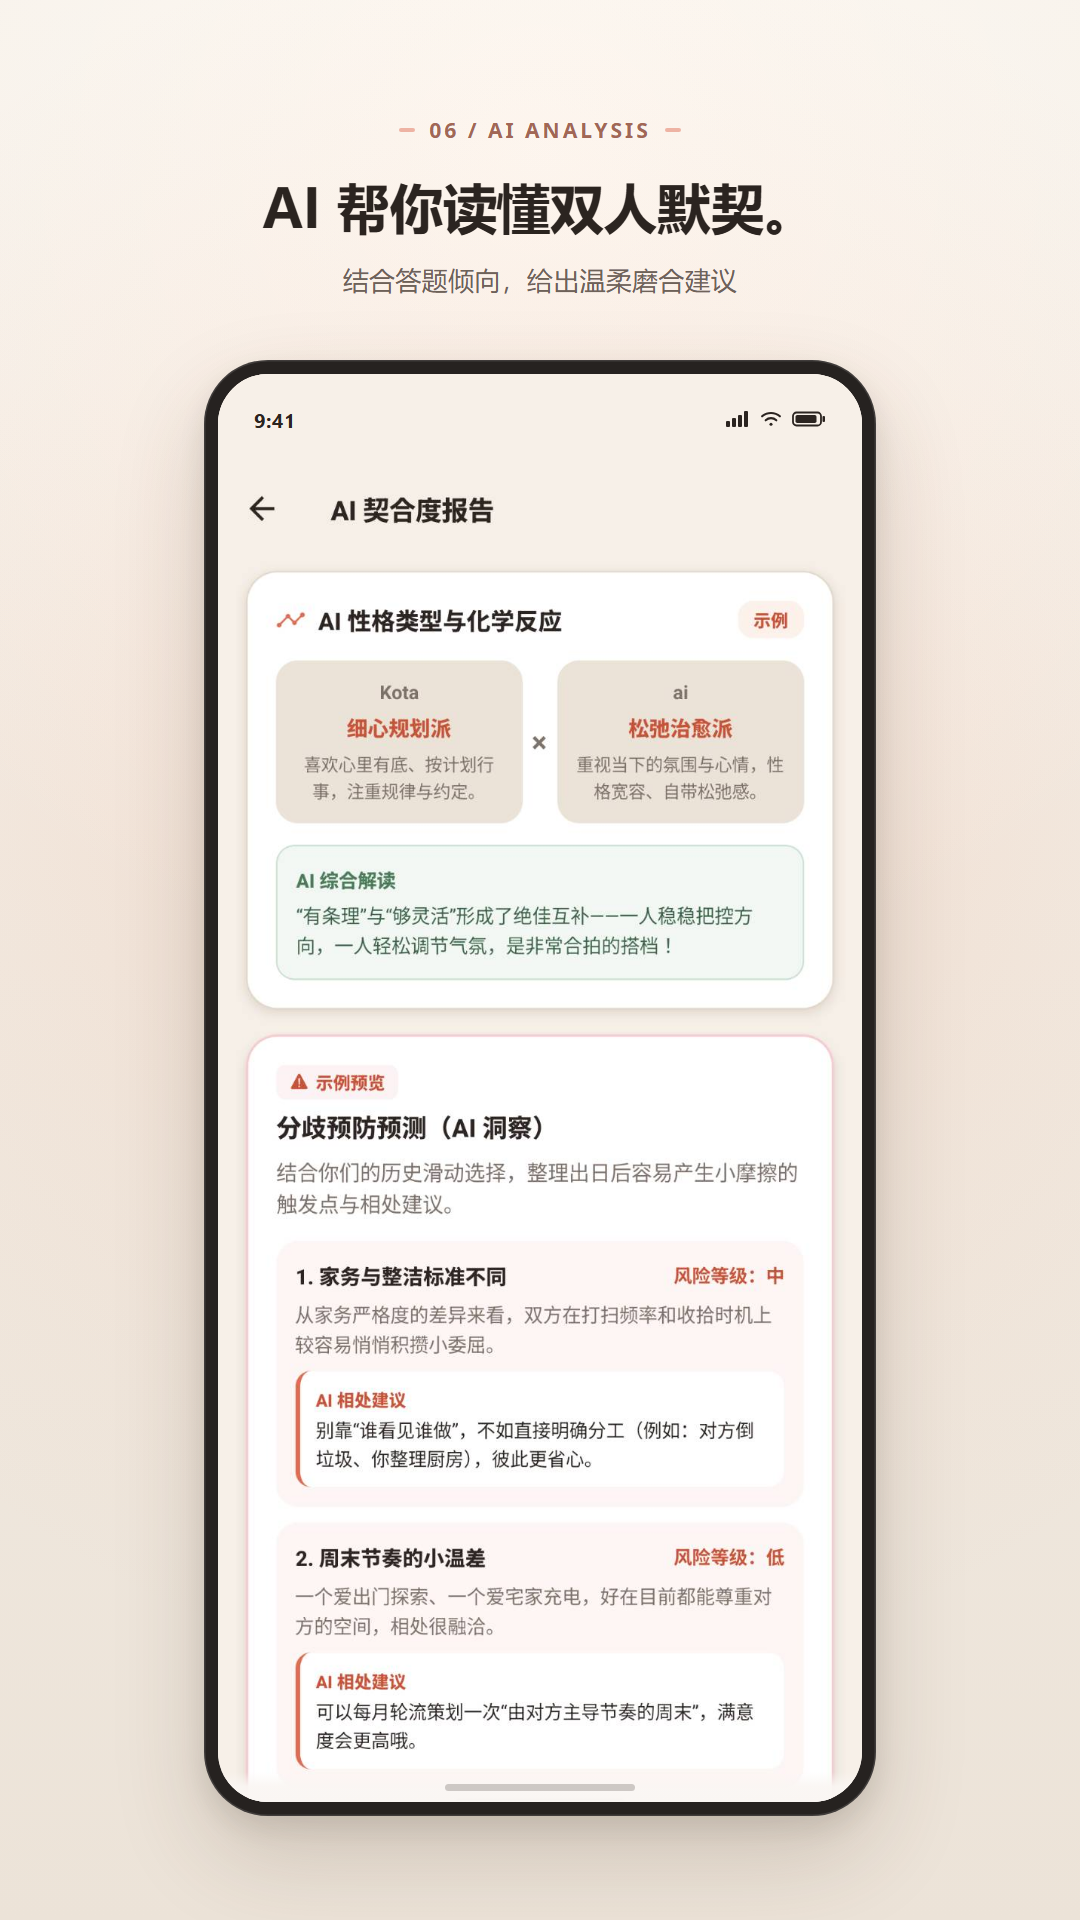 06 / AI ANALYSIS
AI 帮你读懂双人默契。
结合答题倾向，给出温柔磨合建议
9:41
AI 契合度报告
AI 性格类型与化学反应
示例
Kota
细心规划派
喜欢心里有底、按计划行
事，注重规律与约定。
×
ai
松弛治愈派
重视当下的氛围与心情，性
格宽容、自带松弛感。
AI 综合解读
“有条理”与“够灵活”形成了绝佳互补——一人稳稳把控方
向，一人轻松调节气氛，是非常合拍的搭档！
示例预览
分歧预防预测（AI 洞察）
结合你们的历史滑动选择，整理出日后容易产生小摩擦的
触发点与相处建议。
1. 家务与整洁标准不同
风险等级：中
从家务严格度的差异来看，双方在打扫频率和收拾时机上
较容易悄悄积攒小委屈。
AI 相处建议
别靠“谁看见谁做”，不如直接明确分工（例如：对方倒
垃圾、你整理厨房），彼此更省心。
2. 周末节奏的小温差
风险等级：低
一个爱出门探索、一个爱宅家充电，好在目前都能尊重对
方的空间，相处很融洽。
AI 相处建议
可以每月轮流策划一次“由对方主导节奏的周末”，满意
度会更高哦。